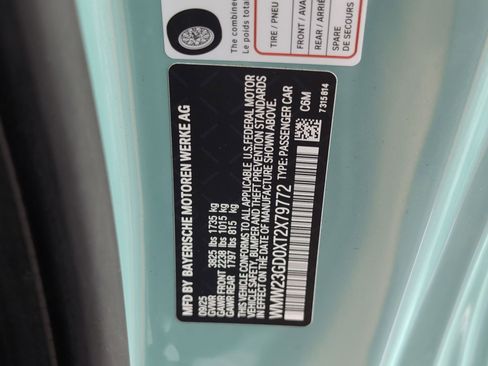 The combined
Le poids total
TIRE / PNEU
FRONT / AVA
REAR / ARRIÈ
SPARE
DE SECOURS
MFD BY BAYERISCHE MOTOREN WERKE AG
09/25
GVWR 3825 lbs 1735 kg
GAWR FRONT 2238 lbs 1015 kg
GAWR REAR 1797 lbs 815 kg
THIS VEHICLE CONFORMS TO ALL APPLICABLE U.S.FEDERAL MOTOR
VEHICLE SAFETY, BUMPER AND THEFT PREVENTION STANDARDS
IN EFFECT ON THE DATE OF MANUFACTURE SHOWN ABOVE.
WMW23GD0XT2X79772 TYPE: PASSENGER CAR
C6M
7315814